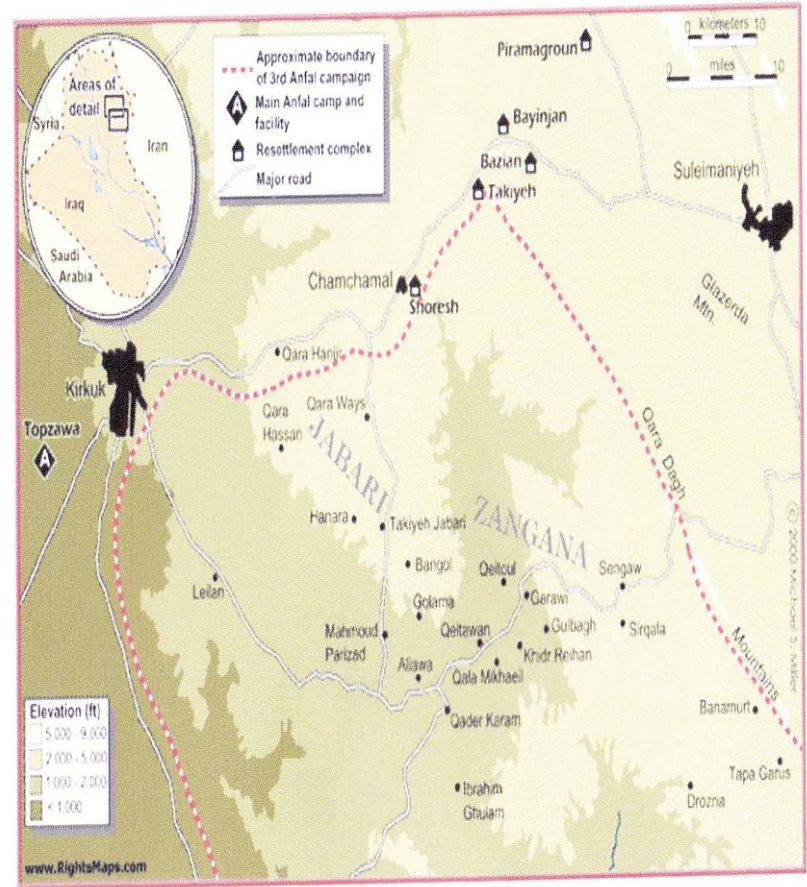 Areas of
detail
Syria
Iran
Iraq
Saudi
Arabia
Approximate boundary
of 3rd Anfal campaign
A
Main Anfal camp and
facility
Resettlement complex
Major road
0 kilometers 10
0 miles 10
Piramagroun
Bayinjan
Bazian
Takiyeh
Suleimaniyeh
Chamchamal
Shoresh
Glazerda
Mtn.
Qara Hanjir
Kirkuk
Topzawa
A
Qara
Hassan
Qara Ways
JABARI
Qara Dagh
Mountains
ZANGANA
Hanara
Takiyeh Jabari
Bangol
Qeitoul
Sengaw
Leilan
Golama
Garawi
Mahmoud
Parizad
Qeitawan
Gulbagh
Sirqala
Khidr Reihan
Aliawa
Qala Mikhaeil
Qader Karam
Banamurt
Tapa Garus
Ibrahim
Ghulam
Drozna
Elevation (ft)
5,000 - 9,000
2,000 - 5,000
1,000 - 2,000
< 1,000
www.RightsMaps.com
© 2000 Michael S. Miller